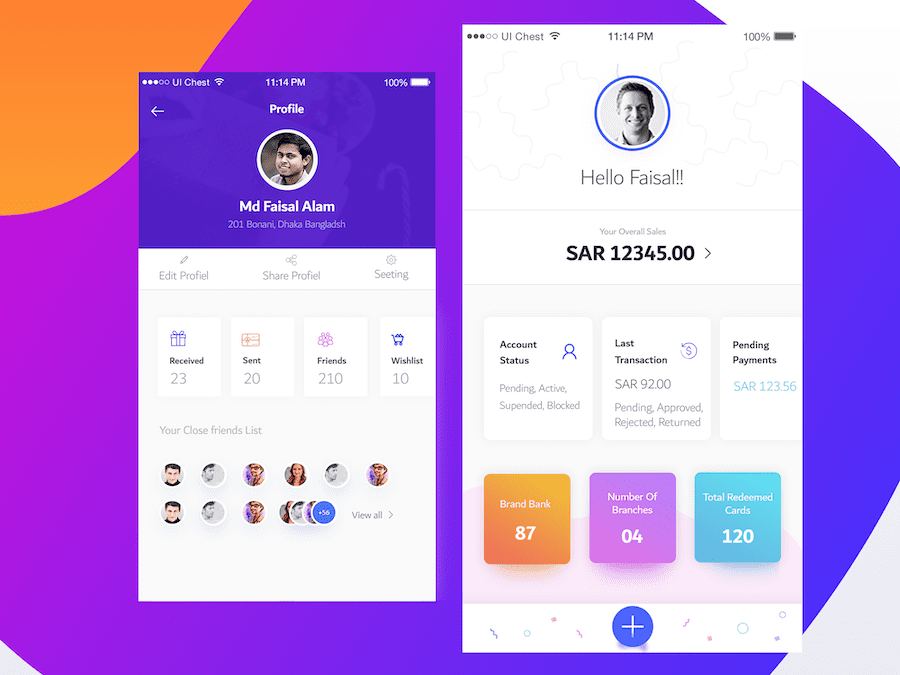 UI Chest
11:14 PM
100%
Profile
Md Faisal Alam
201 Bonani, Dhaka Bangladsh
Edit Profiel
Share Profiel
Seeting
Received
23
Sent
20
Friends
210
Wishlist
10
Your Close friends List
+56
View all
UI Chest
11:14 PM
100%
Hello Faisal!!
Your Overall Sales
SAR 12345.00
Account
Status
Pending, Active,
Supended, Blocked
Last
Transaction
SAR 92.00
Pending, Approved,
Rejected, Returned
Pending
Payments
SAR 123.56
Brand Bank
87
Number Of
Branches
04
Total Redeemed
Cards
120